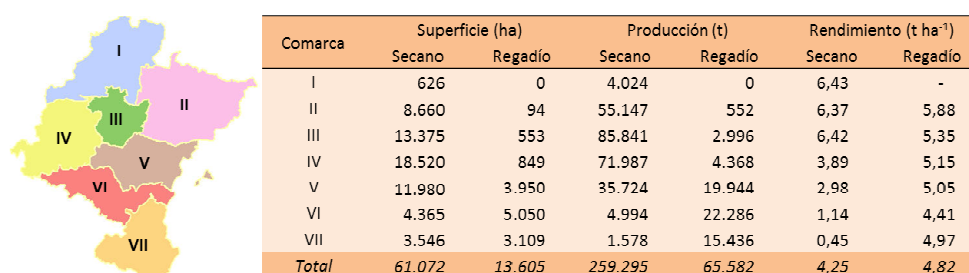 I
II
III
IV
V
VI
VII
Comarca Superficie (ha) Producción (t) Rendimiento (t ha⁻¹)
Secano Regadío Secano Regadío Secano Regadío
I 626 0 4.024 0 6,43 -
II 8.660 94 55.147 552 6,37 5,88
III 13.375 553 85.841 2.996 6,42 5,35
IV 18.520 849 71.987 4.368 3,89 5,15
V 11.980 3.950 35.724 19.944 2,98 5,05
VI 4.365 5.050 4.994 22.286 1,14 4,41
VII 3.546 3.109 1.578 15.436 0,45 4,97
Total 61.072 13.605 259.295 65.582 4,25 4,82